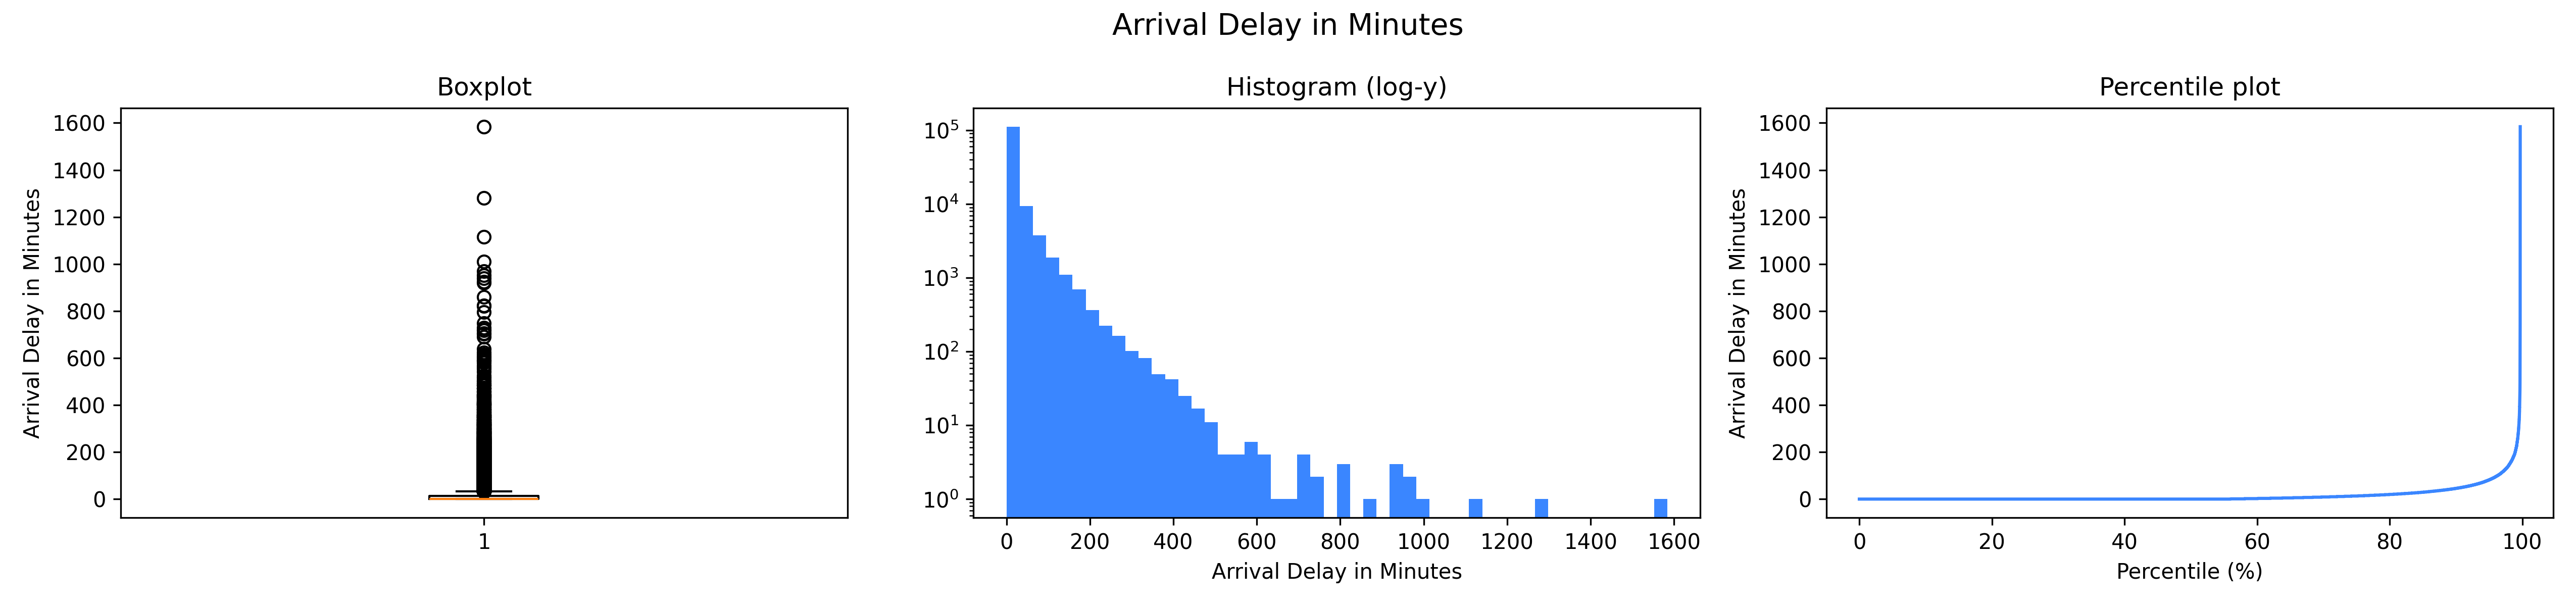 Arrival Delay in Minutes
Boxplot
Arrival Delay in Minutes
1600
1400
1200
1000
800
600
400
200
0
1
Histogram (log-y)
10^5
10^4
10^3
10^2
10^1
10^0
0 200 400 600 800 1000 1200 1400 1600
Arrival Delay in Minutes
Percentile plot
Arrival Delay in Minutes
1600
1400
1200
1000
800
600
400
200
0
0 20 40 60 80 100
Percentile (%)